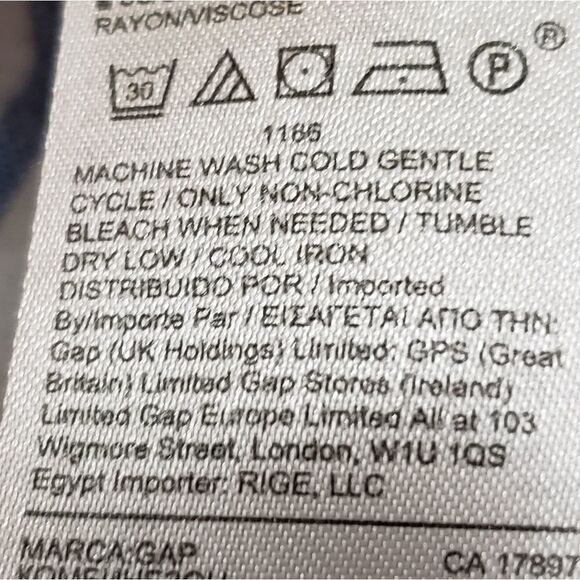 RAYON/VISCOSE
30
P
®
1166
MACHINE WASH COLD GENTLE
CYCLE / ONLY NON-CHLORINE
BLEACH WHEN NEEDED / TUMBLE
DRY LOW / COOL IRON
DISTRIBUIDO POR / Imported
By/Importe Par / ΕΙΣΑΓΕΤΑΙ ΑΠΟ ΤΗΝ:
Gap (UK Holdings) Limited: GPS (Great
Britain) Limited Gap Stores (Ireland)
Limited Gap Europe Limited All at 103
Wigmore Street, London, W1U 1QS
Egypt Importer: RIGE, LLC
MARCA:GAP
CA 17897